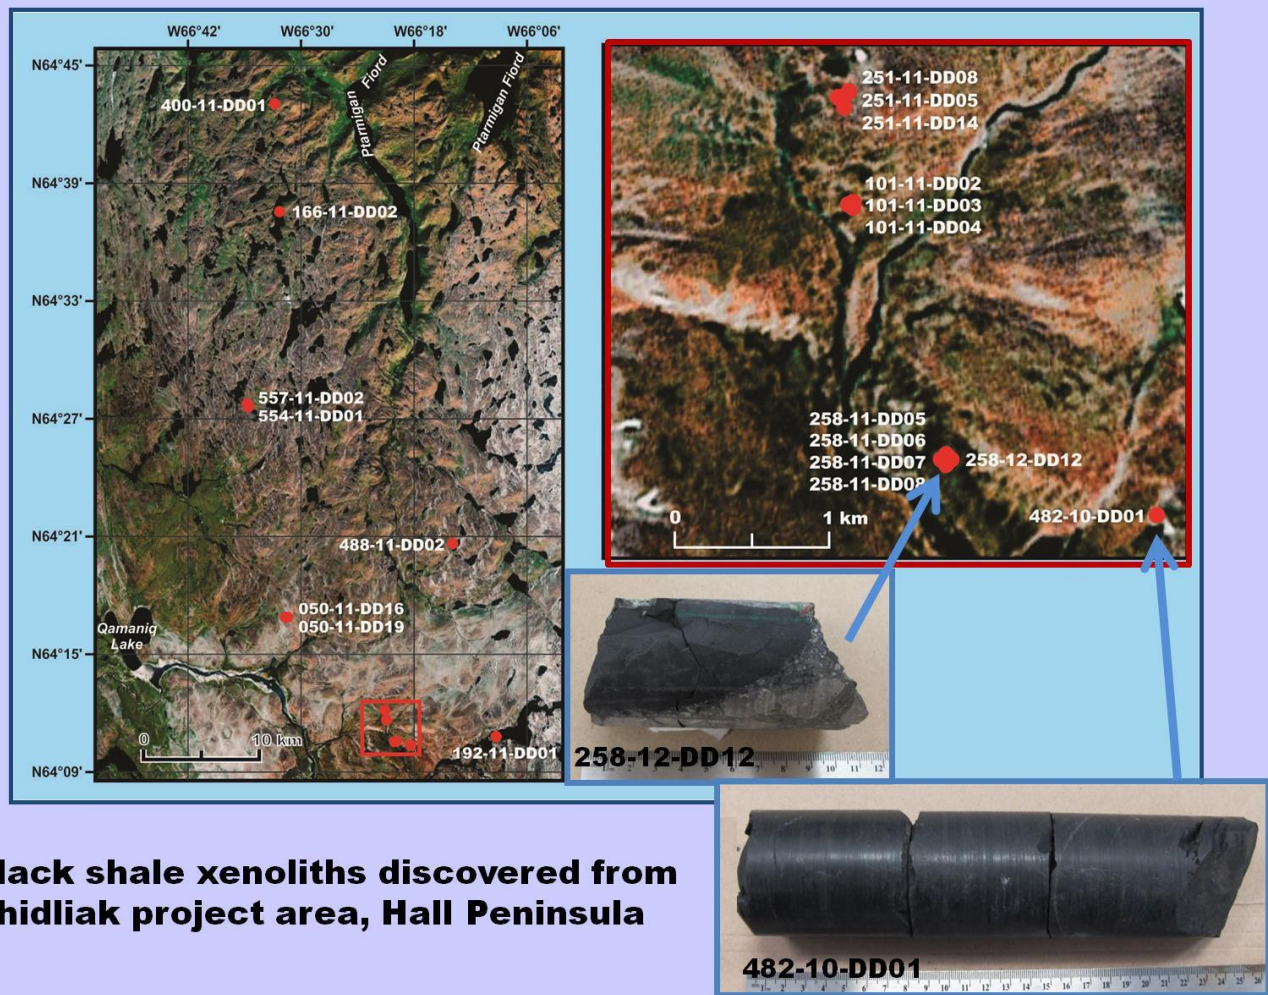 W66°42'
W66°30'
W66°18'
W66°06'
N64°45'
N64°39'
N64°33'
N64°27'
N64°21'
N64°15'
N64°09'
400-11-DD01
Ptarmigan Fiord
Ptarmigan Fiord
166-11-DD02
557-11-DD02
554-11-DD01
488-11-DD02
050-11-DD16
050-11-DD19
Qamaniq
Lake
0 10 km
192-11-DD01
251-11-DD08
251-11-DD05
251-11-DD14
101-11-DD02
101-11-DD03
101-11-DD04
258-11-DD05
258-11-DD06
258-11-DD07
258-11-DD08
258-12-DD12
482-10-DD01
0 1 km
258-12-DD12
482-10-DD01
lack shale xenoliths discovered from
hidliak project area, Hall Peninsula